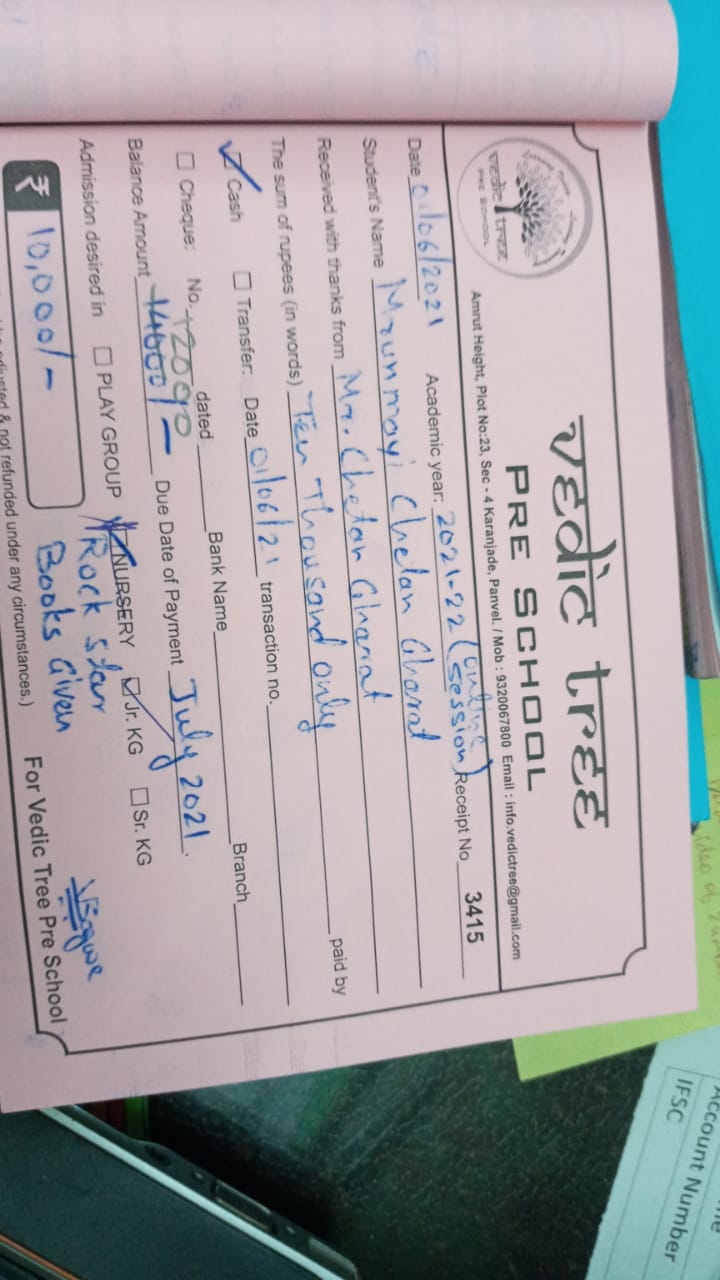 vedic tree
PRE SCHOOL
vedic tree
PRE SCHOOL
Amrut Height, Plot No:23, Sec - 4 Karanjade, Panvel. / Mob : 9320067800 Email : info.vedictree@gmail.com
Date 01/06/2021 Academic year: 2021-22 (online session) Receipt No 3415
Student's Name Mrunmayi Chetan Gharat
Received with thanks from Mr. Chetan Gharat paid by
The sum of rupees (in words) Ten Thousand only
Cash Transfer: Date 01/06/21 transaction no.
Cheque: No. dated Bank Name Branch
12000
Balance Amount 14000/- Due Date of Payment July 2021.
Admission desired in PLAY GROUP NURSERY Jr. KG Sr. KG
Rock Star
₹ 10,000/- Books Given
For Vedic Tree Pre School
adjusted & not refunded under any circumstances.)
Account Number
IFSC